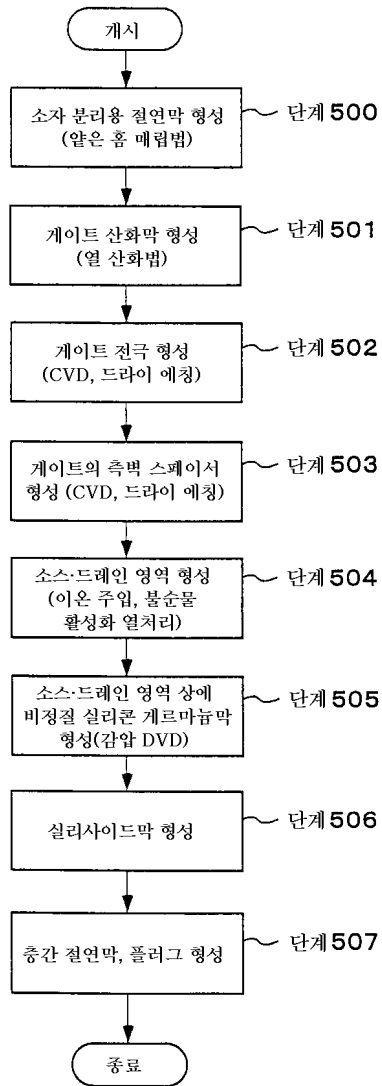 개시
소자 분리용 절연막 형성
(얕은 홈 매립법)
단계 500
게이트 산화막 형성
(열 산화법)
단계 501
게이트 전극 형성
(CVD, 드라이 에칭)
단계 502
게이트의 측벽 스페이서
형성 (CVD, 드라이 에칭)
단계 503
소스·드레인 영역 형성
(이온 주입, 불순물
활성화 열처리)
단계 504
소스·드레인 영역 상에
비정질 실리콘 게르마늄막
형성(감압 DVD)
단계 505
실리사이드막 형성
단계 506
층간 절연막, 플러그 형성
단계 507
종료